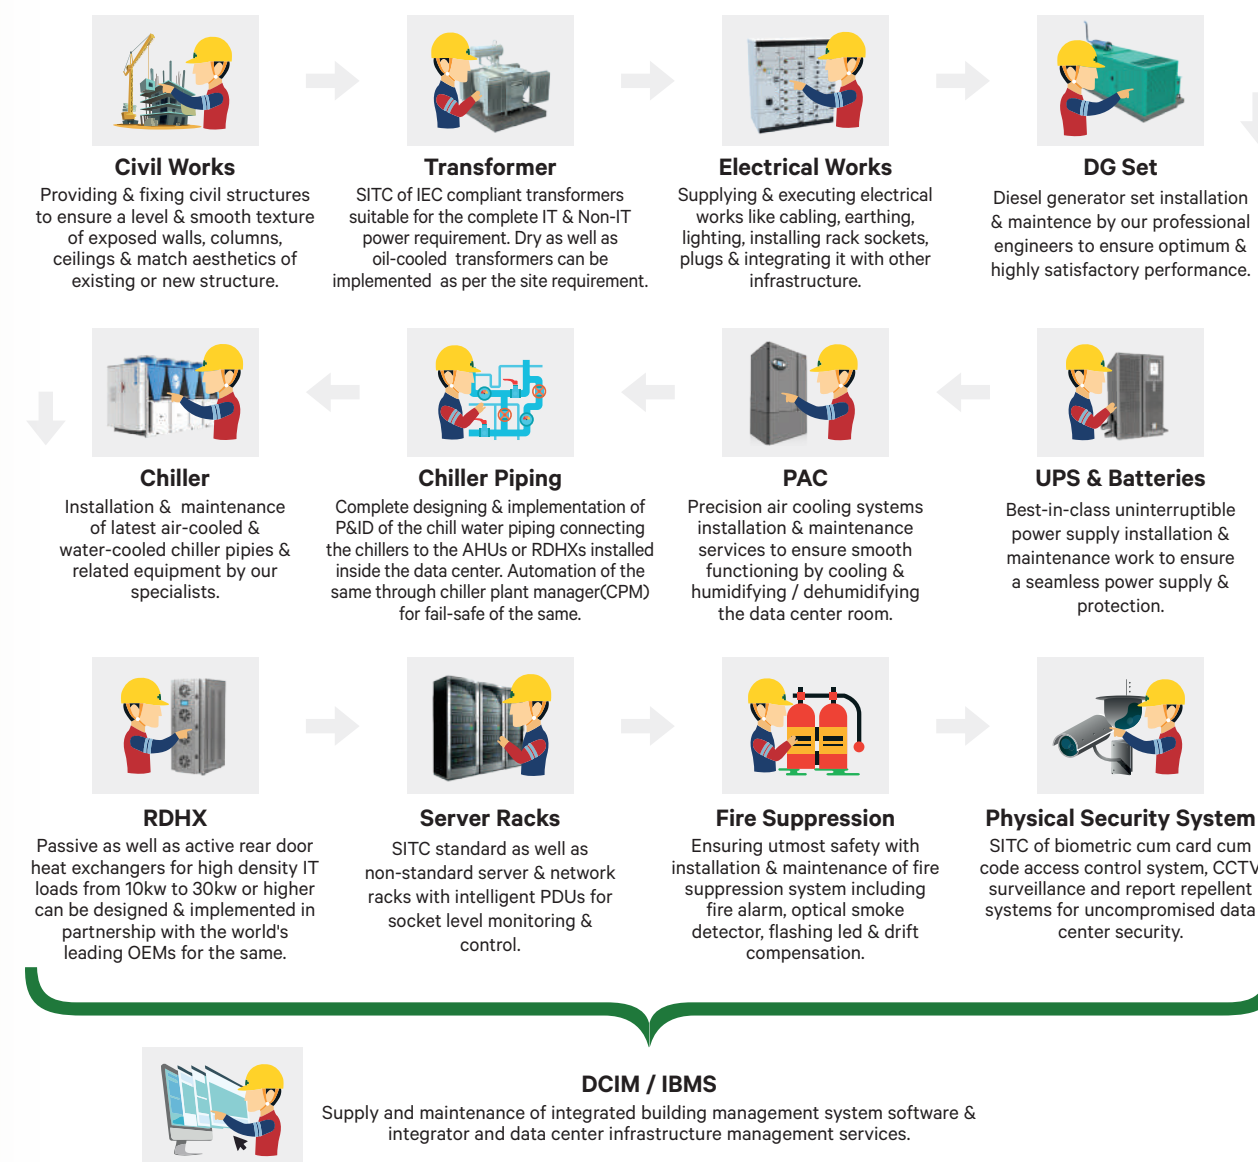 Civil Works
Providing & fixing civil structures
to ensure a level & smooth texture
of exposed walls, columns,
ceilings & match aesthetics of
existing or new structure.
Transformer
SITC of IEC compliant transformers
suitable for the complete IT & Non-IT
power requirement. Dry as well as
oil-cooled transformers can be
implemented as per the site requirement.
Electrical Works
Supplying & executing electrical
works like cabling, earthing,
lighting, installing rack sockets,
plugs & integrating it with other
infrastructure.
DG Set
Diesel generator set installation
& maintence by our professional
engineers to ensure optimum &
highly satisfactory performance.
Chiller
Installation & maintenance
of latest air-cooled &
water-cooled chiller pipies &
related equipment by our
specialists.
Chiller Piping
Complete designing & implementation of
P&ID of the chill water piping connecting
the chillers to the AHUs or RDHXs installed
inside the data center. Automation of the
same through chiller plant manager(CPM)
for fail-safe of the same.
PAC
Precision air cooling systems
installation & maintenance
services to ensure smooth
functioning by cooling &
humidifying / dehumidifying
the data center room.
UPS & Batteries
Best-in-class uninterruptible
power supply installation &
maintenance work to ensure
a seamless power supply &
protection.
RDHX
Passive as well as active rear door
heat exchangers for high density IT
loads from 10kw to 30kw or higher
can be designed & implemented in
partnership with the world's
leading OEMs for the same.
Server Racks
SITC standard as well as
non-standard server & network
racks with intelligent PDUs for
socket level monitoring &
control.
Fire Suppression
Ensuring utmost safety with
installation & maintenance of fire
suppression system including
fire alarm, optical smoke
detector, flashing led & drift
compensation.
Physical Security System
SITC of biometric cum card cum
code access control system, CCTV
surveillance and report repellent
systems for uncompromised data
center security.
DCIM / IBMS
Supply and maintenance of integrated building management system software &
integrator and data center infrastructure management services.